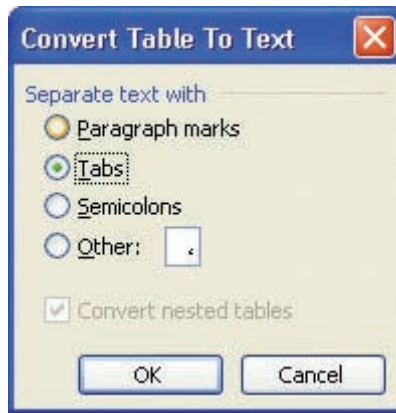 Convert Table To Text
Separate text with
Paragraph marks
Tabs
Semicolons
Other: ،
Convert nested tables
OK Cancel